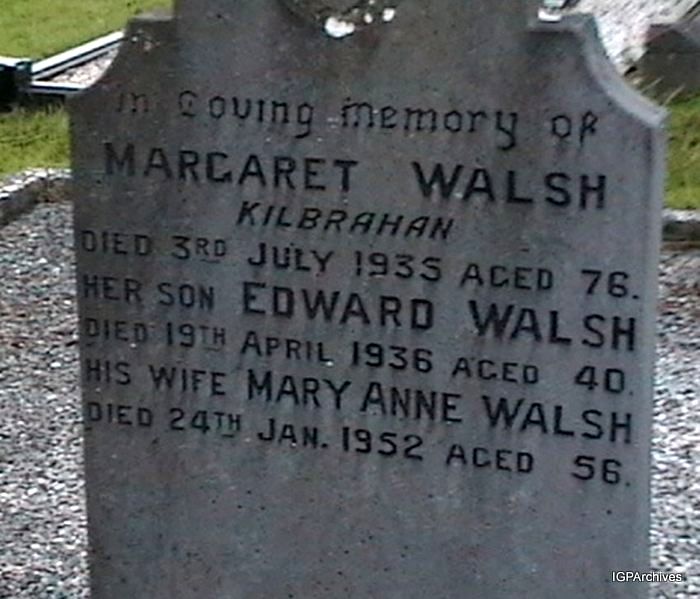 In Loving memory of
MARGARET WALSH
KILBRAHAN
DIED 3RD JULY 1935 AGED 76.
HER SON EDWARD WALSH
DIED 19TH APRIL 1936 AGED 40.
HIS WIFE MARY ANNE WALSH
DIED 24TH JAN. 1952 AGED 56.
IGPArchives